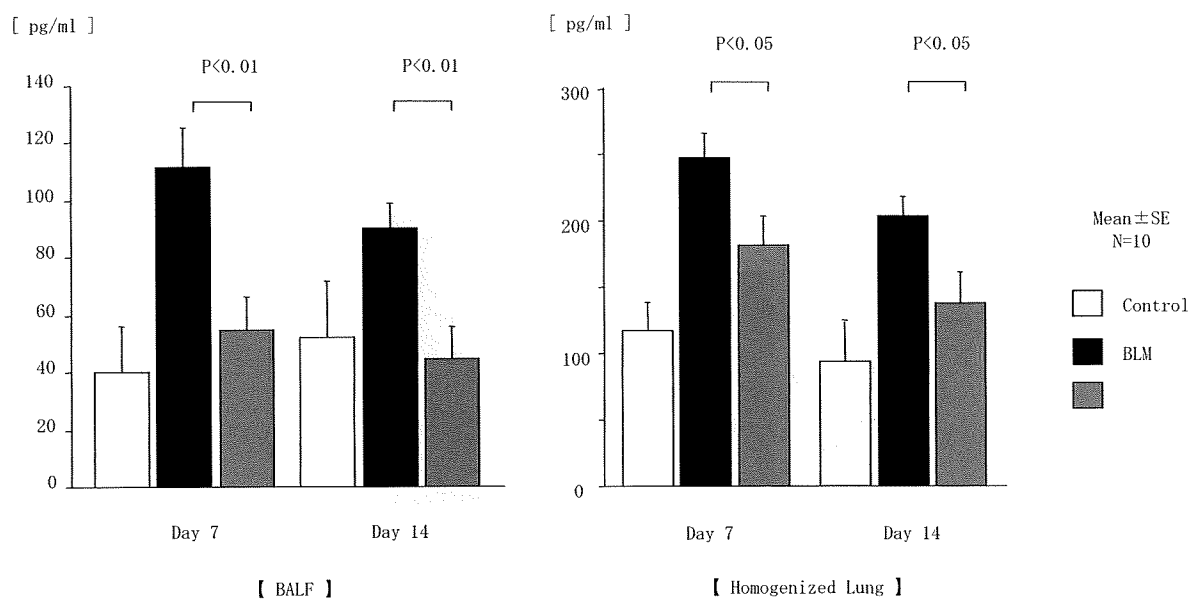 [ pg/ml ]
P<0.01
P<0.01
140
120
100
80
60
40
20
0
Day 7
Day 14
【 BALF 】
[ pg/ml ]
P<0.05
P<0.05
300
200
100
0
Day 7
Day 14
【 Homogenized Lung 】
Mean±SE
N=10
Control
BLM